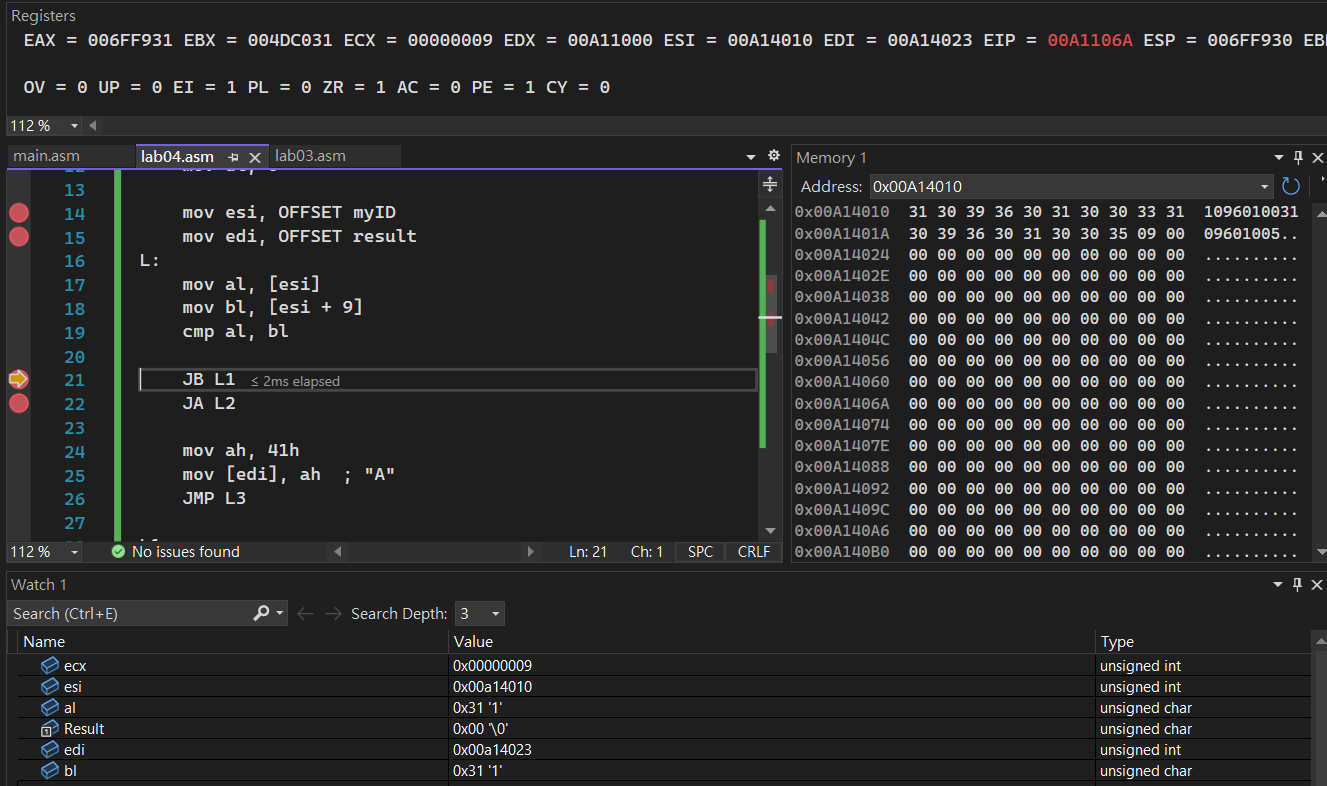 Registers
EAX = 006FF931 EBX = 004DC031 ECX = 00000009 EDX = 00A11000 ESI = 00A14010 EDI = 00A14023 EIP = 00A1106A ESP = 006FF930
OV = 0 UP = 0 EI = 1 PL = 0 ZR = 1 AC = 0 PE = 1 CY = 0
112 %
main.asm lab04.asm lab03.asm
13
14 mov esi, OFFSET myID
15 mov edi, OFFSET result
16 L:
17 mov al, [esi]
18 mov bl, [esi + 9]
19 cmp al, bl
20
21 JB L1 ≤ 2ms elapsed
22 JA L2
23
24 mov ah, 41h
25 mov [edi], ah ; "A"
26 JMP L3
27
112 % No issues found Ln: 21 Ch: 1 SPC CRLF
Memory 1
Address: 0x00A14010
0x00A14010 31 30 39 36 30 31 30 30 33 31 1096010031
0x00A1401A 30 39 36 30 31 30 30 35 09 00 09601005..
0x00A14024 00 00 00 00 00 00 00 00 00 00 ..........
0x00A1402E 00 00 00 00 00 00 00 00 00 00 ..........
0x00A14038 00 00 00 00 00 00 00 00 00 00 ..........
0x00A14042 00 00 00 00 00 00 00 00 00 00 ..........
0x00A1404C 00 00 00 00 00 00 00 00 00 00 ..........
0x00A14056 00 00 00 00 00 00 00 00 00 00 ..........
0x00A14060 00 00 00 00 00 00 00 00 00 00 ..........
0x00A1406A 00 00 00 00 00 00 00 00 00 00 ..........
0x00A14074 00 00 00 00 00 00 00 00 00 00 ..........
0x00A1407E 00 00 00 00 00 00 00 00 00 00 ..........
0x00A14088 00 00 00 00 00 00 00 00 00 00 ..........
0x00A14092 00 00 00 00 00 00 00 00 00 00 ..........
0x00A1409C 00 00 00 00 00 00 00 00 00 00 ..........
0x00A140A6 00 00 00 00 00 00 00 00 00 00 ..........
0x00A140B0 00 00 00 00 00 00 00 00 00 00 ..........
Watch 1
Search (Ctrl+E) Search Depth: 3
Name Value Type
ecx 0x00000009 unsigned int
esi 0x00a14010 unsigned int
al 0x31 '1' unsigned char
Result 0x00 '\0' unsigned char
edi 0x00a14023 unsigned int
bl 0x31 '1' unsigned char